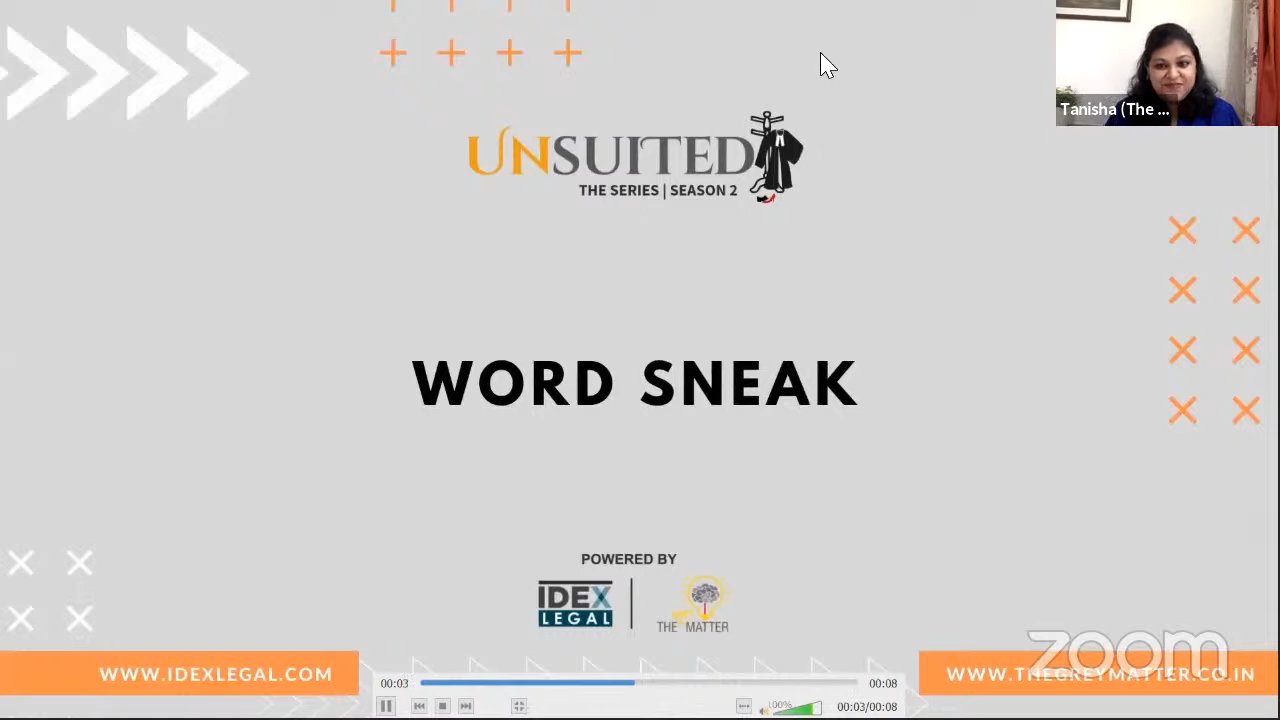 Tanisha (The ...
UNSUITED
THE SERIES | SEASON 2
WORD SNEAK
POWERED BY
IDEX
LEGAL
THE MATTER
zoom
WWW.IDEXLEGAL.COM
WWW.THEGREYMATTER.CO.IN
00:03
00:08
100%
00:03/00:08